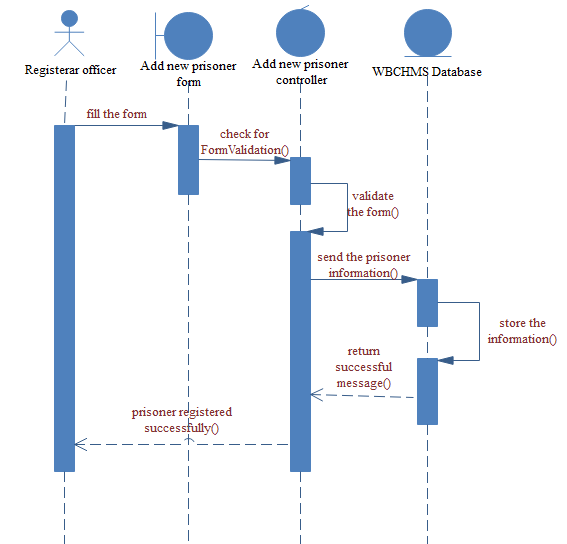 Registrar officer
Add new prisoner
form
Add new prisoner
controller
WBCHMS Database
fill the form
check for
FormValidation()
validate
the form()
send the prisoner
information()
store the
information()
return
successful
message()
prisoner registered
successfully()